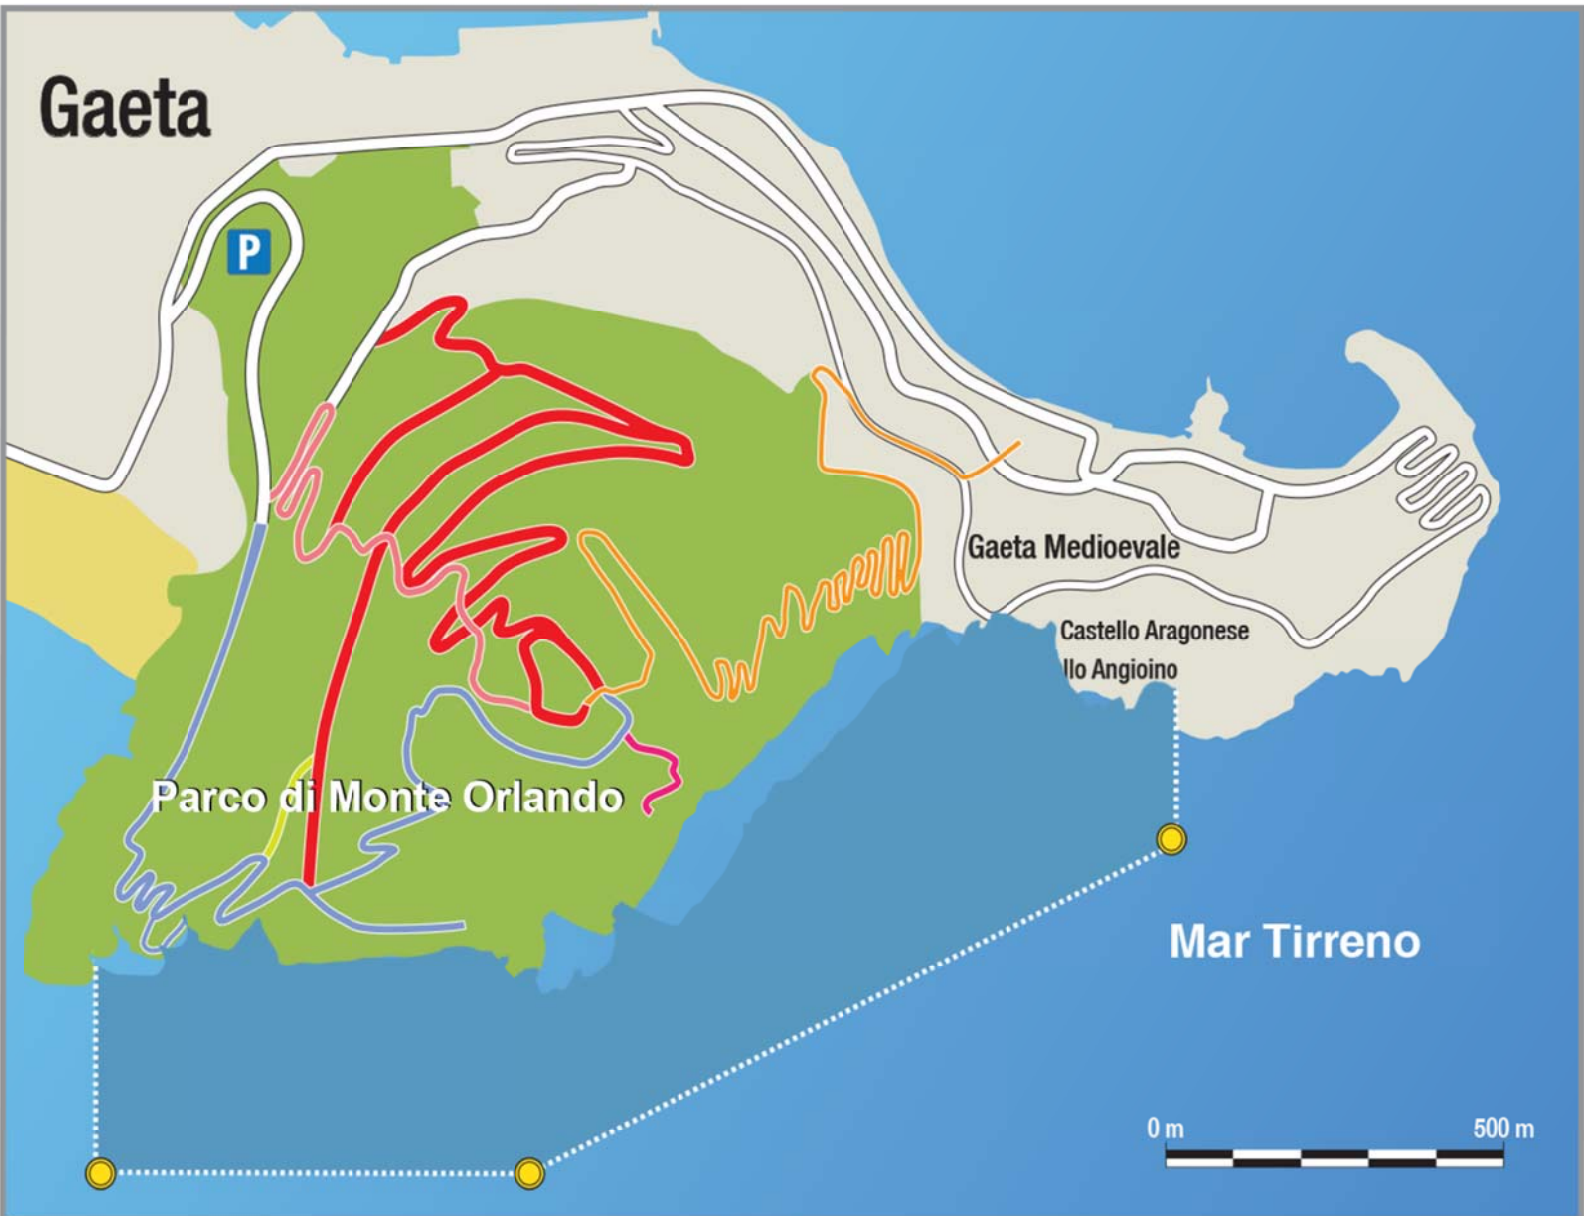 Gaeta
P
Gaeta Medioevale
Castello Aragonese
llo Angioino
Parco di Monte Orlando
Mar Tirreno
0 m 500 m